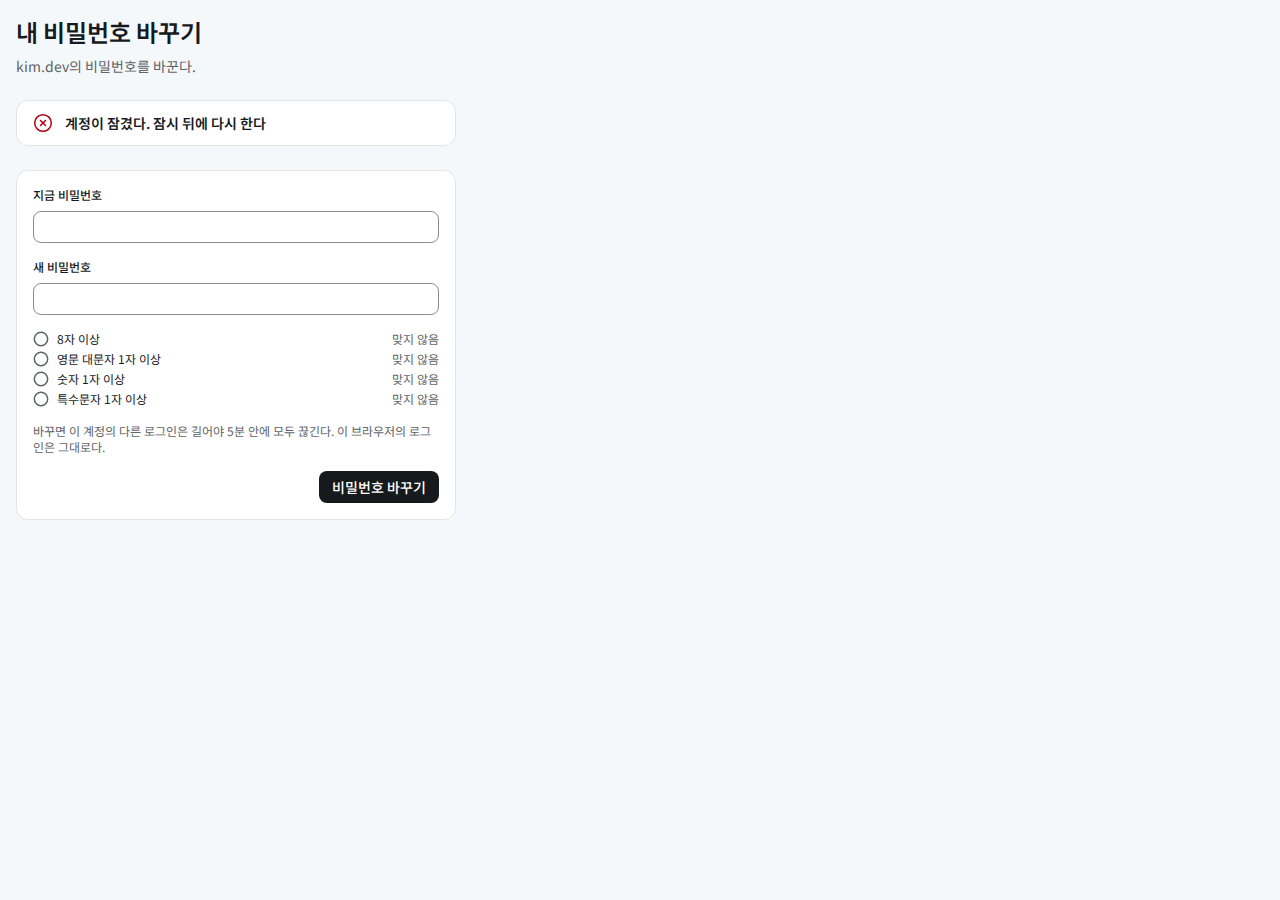 내 비밀번호 바꾸기
kim.dev의 비밀번호를 바꾼다.
계정이 잠겼다. 잠시 뒤에 다시 한다
지금 비밀번호
새 비밀번호
8자 이상 맞지 않음
영문 대문자 1자 이상 맞지 않음
숫자 1자 이상 맞지 않음
특수문자 1자 이상 맞지 않음
바꾸면 이 계정의 다른 로그인은 길어야 5분 안에 모두 끊긴다. 이 브라우저의 로그
인은 그대로다.
비밀번호 바꾸기